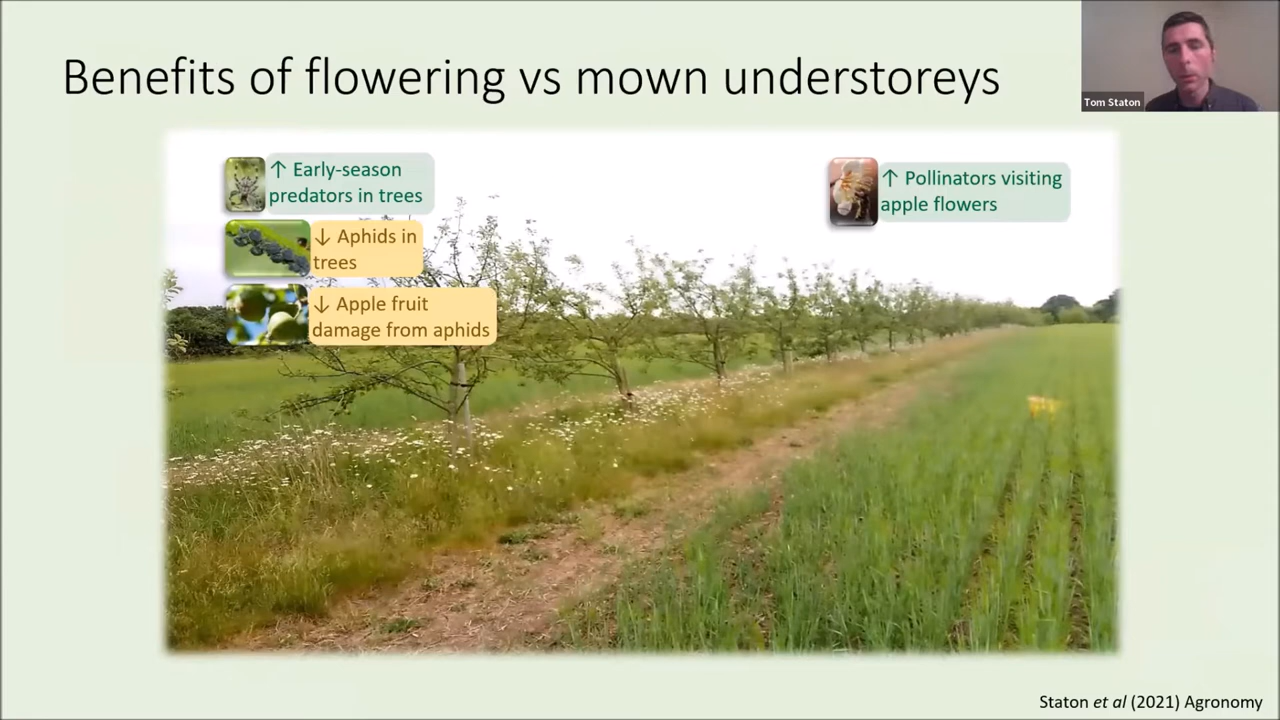 Benefits of flowering vs mown understoreys
Tom Staton
↑ Early-season
predators in trees
↓ Aphids in
trees
↓ Apple fruit
damage from aphids
↑ Pollinators visiting
apple flowers
Staton et al (2021) Agronomy